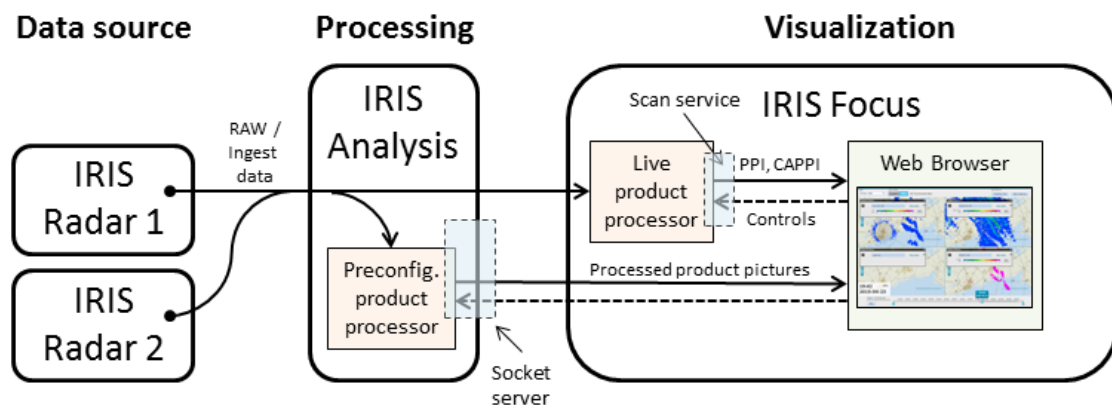 Data source
Processing
Visualization
IRIS
Radar 1
IRIS
Radar 2
RAW /
Ingest
data
IRIS
Analysis
Preconfig.
product
processor
Socket
server
IRIS Focus
Scan service
Live
product
processor
PPI, CAPPI
Controls
Processed product pictures
Web Browser